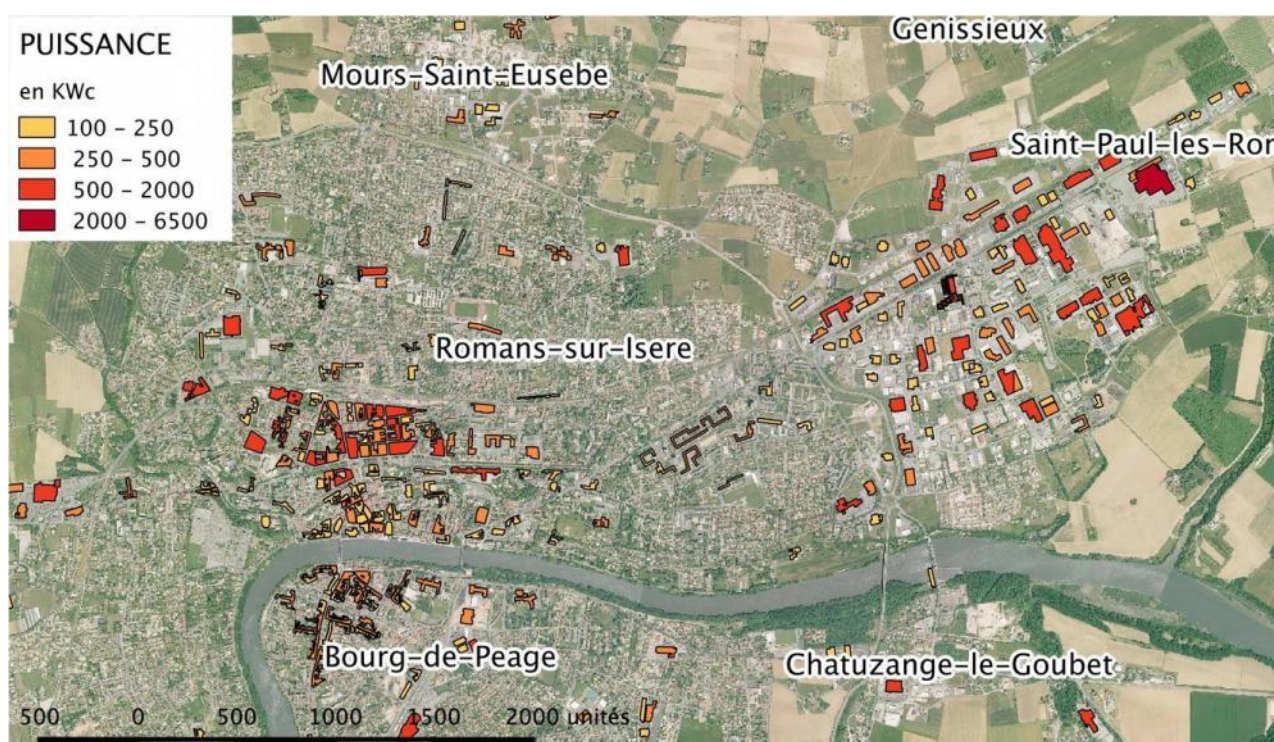 PUISSANCE
en KWc
100 - 250
250 - 500
500 - 2000
2000 - 6500
Genissieux
Mours-Saint-Eusebe
Saint-Paul-les-Rom
Romans-sur-Isere
Bourg-de-Peage
Chatuzange-le-Goubet
500 0 500 1000 1500 2000 unités